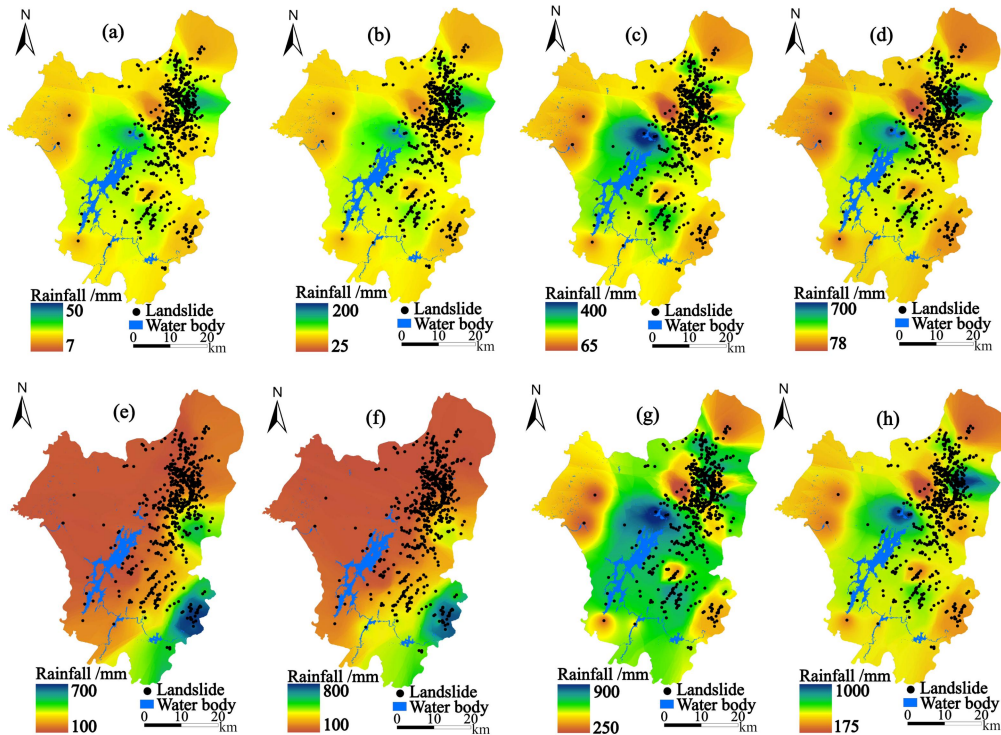 N
(a)
Rainfall /mm
50
7
Landslide
Water body
0 10 20
km
N
(b)
Rainfall /mm
200
25
Landslide
Water body
0 10 20
km
N
(c)
Rainfall /mm
400
65
Landslide
Water body
0 10 20
km
N
(d)
Rainfall /mm
700
78
Landslide
Water body
0 10 20
km
N
(e)
Rainfall /mm
700
100
Landslide
Water body
0 10 20
km
N
(f)
Rainfall /mm
800
100
Landslide
Water body
0 10 20
km
N
(g)
Rainfall /mm
900
250
Landslide
Water body
0 10 20
km
N
(h)
Rainfall /mm
1000
175
Landslide
Water body
0 10 20
km